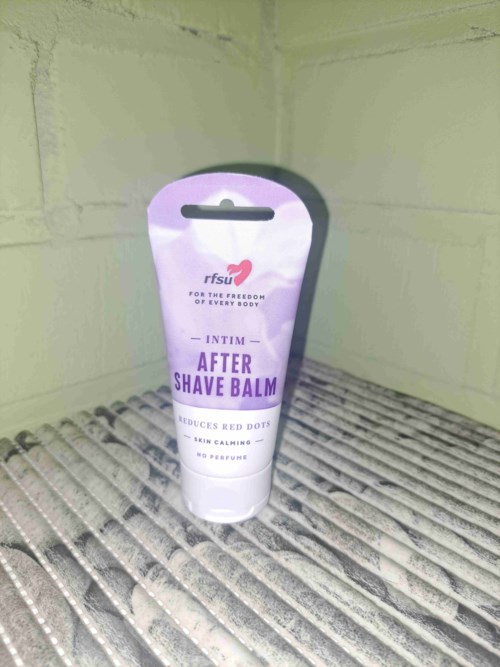 rfsu
FOR THE FREEDOM
OF EVERY BODY
— INTIM —
AFTER
SHAVE BALM
REDUCES RED DOTS
— SKIN CALMING —
NO PERFUME